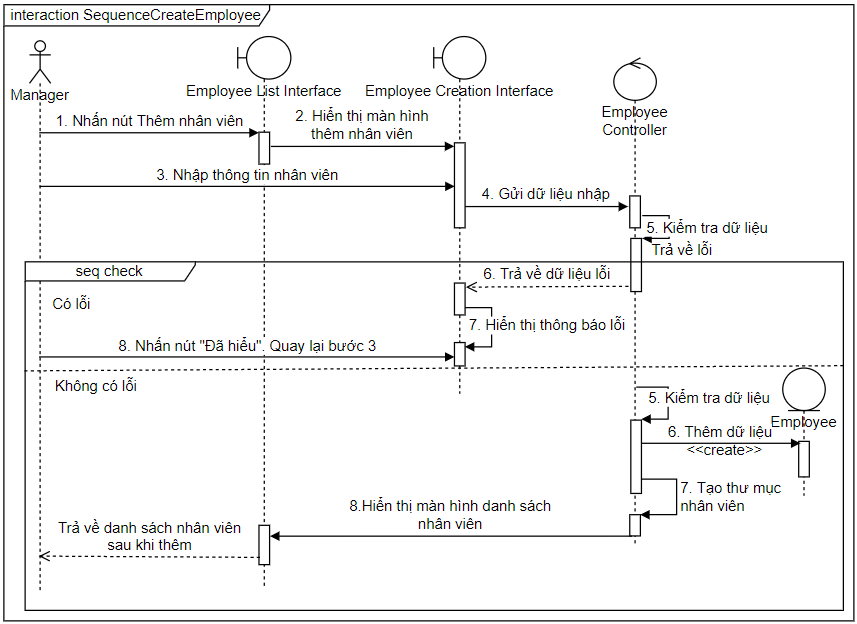 interaction SequenceCreateEmployee
Manager
Employee List Interface
Employee Creation Interface
Employee
Controller
1. Nhấn nút Thêm nhân viên
2. Hiển thị màn hình
thêm nhân viên
3. Nhập thông tin nhân viên
4. Gửi dữ liệu nhập
5. Kiểm tra dữ liệu
Trả về lỗi
seq check
6. Trả về dữ liệu lỗi
Có lỗi
7. Hiển thị thông báo lỗi
8. Nhấn nút "Đã hiểu". Quay lại bước 3
Không có lỗi
5. Kiểm tra dữ liệu
Employee
6. Thêm dữ liệu
<<create>>
7. Tạo thư mục
nhân viên
8.Hiển thị màn hình danh sách
nhân viên
Trả về danh sách nhân viên
sau khi thêm